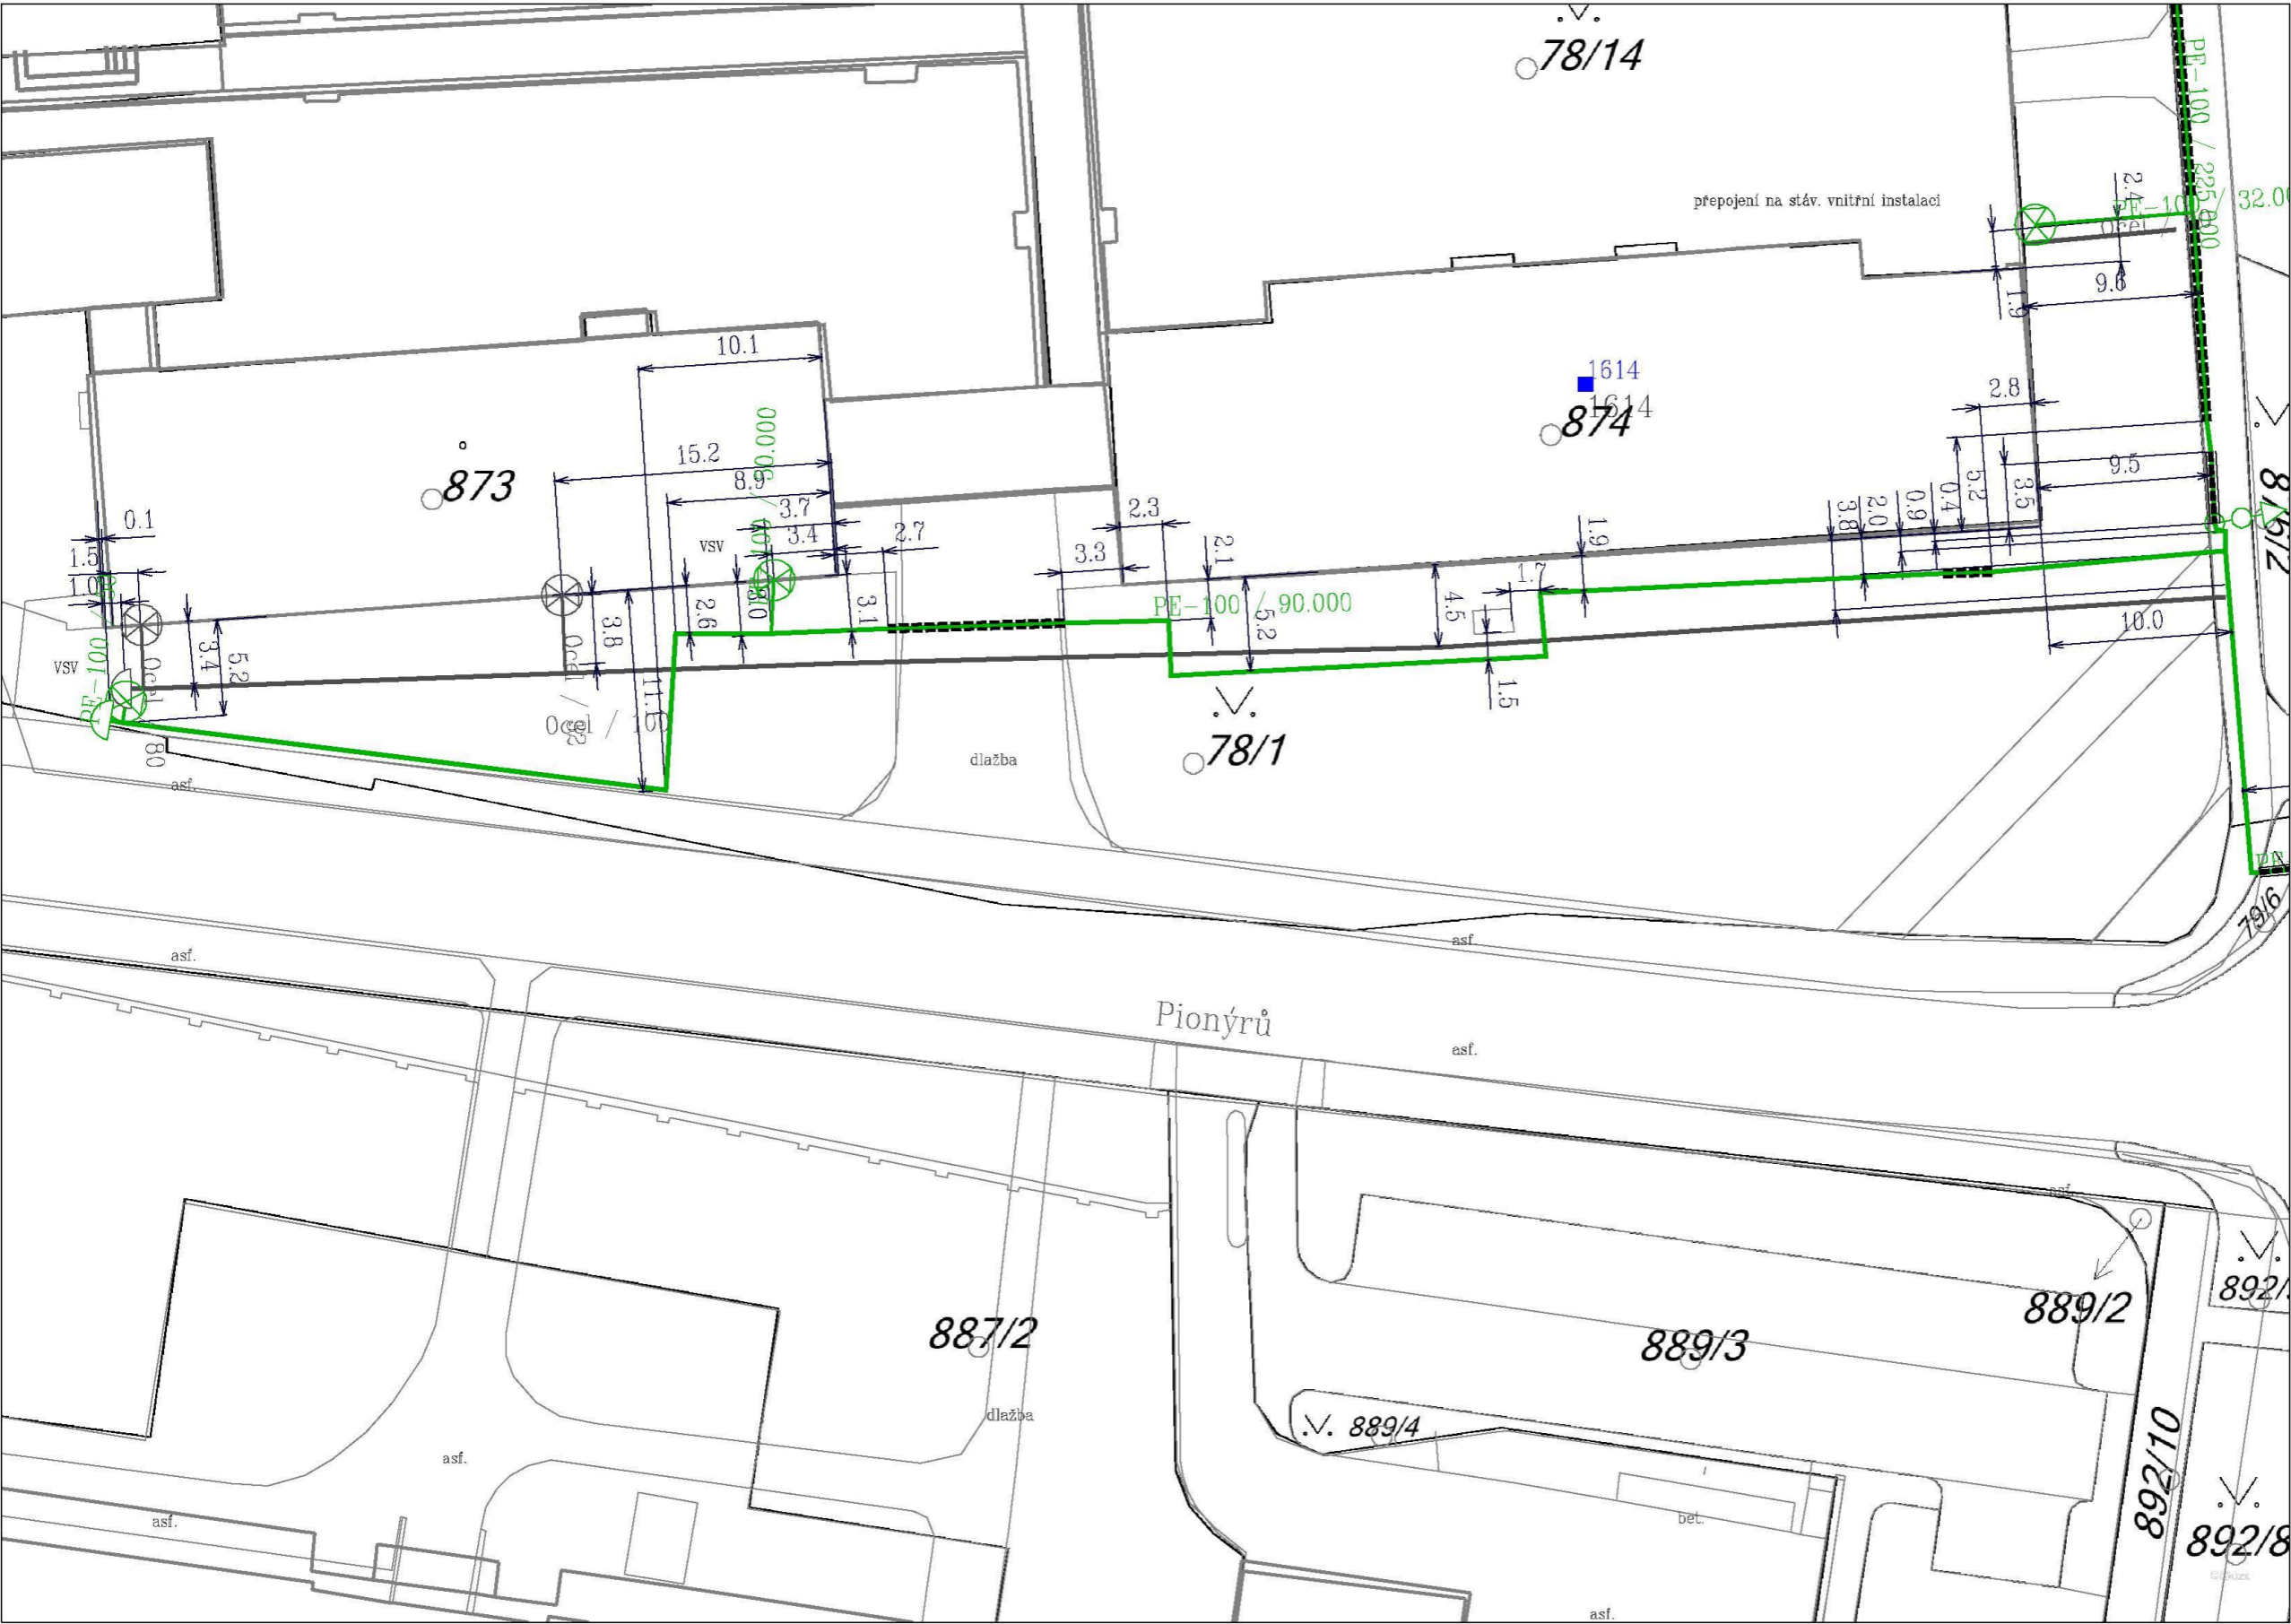 78/14
PE-100 / 225.000
přepojení na stáv. vnitřní instalaci
2.4
PE-100 / 32.00
Ocel /
1.9
9.6
10.1
1614
1614
874
2.8
15.2
8.9
3.7
3.4
2.7
873
0.1
1.5
1.0
vsv
vsv
2.3
3.3
2.1
1.9
1.7
3.8
2.0
0.9
0.4
5.2
3.5
9.5
876/2
PE-100 / 90.000
3.4
5.2
3.8
2.6
3.1
5.2
4.5
1.5
10.0
Ocel
PE-100 /
80
Ocel /
Ocel /
11.
78/1
dlažba
asf.
asf.
asf.
79/6
Pionýrů
asf.
asf.
887/2
889/2
889/3
892/
dlažba
889/4
asf.
asf.
bet.
892/10
892/8
asf.